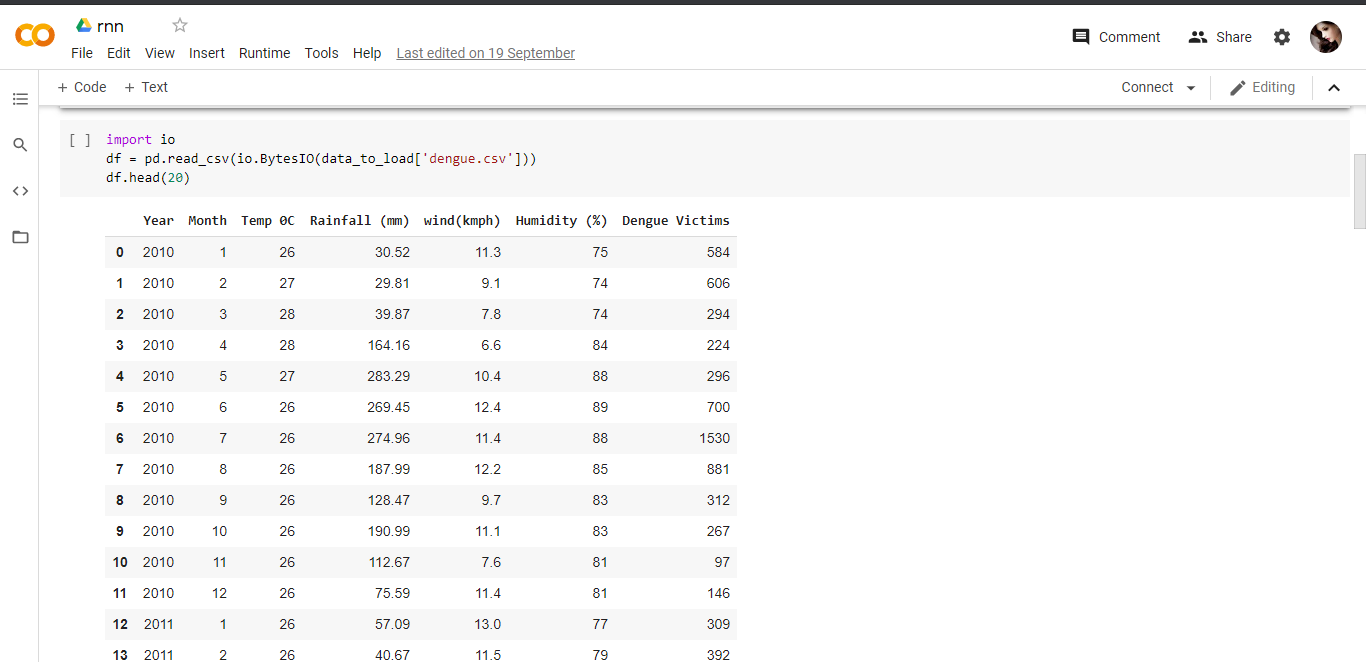 rnn
File Edit View Insert Runtime Tools Help Last edited on 19 September
Comment Share
+ Code + Text
Connect Editing
[ ] import io
df = pd.read_csv(io.BytesIO(data_to_load['dengue.csv']))
df.head(20)
Year Month Temp 0C Rainfall (mm) wind(kmph) Humidity (%) Dengue Victims
0 2010 1 26 30.52 11.3 75 584
1 2010 2 27 29.81 9.1 74 606
2 2010 3 28 39.87 7.8 74 294
3 2010 4 28 164.16 6.6 84 224
4 2010 5 27 283.29 10.4 88 296
5 2010 6 26 269.45 12.4 89 700
6 2010 7 26 274.96 11.4 88 1530
7 2010 8 26 187.99 12.2 85 881
8 2010 9 26 128.47 9.7 83 312
9 2010 10 26 190.99 11.1 83 267
10 2010 11 26 112.67 7.6 81 97
11 2010 12 26 75.59 11.4 81 146
12 2011 1 26 57.09 13.0 77 309
13 2011 2 26 40.67 11.5 79 392